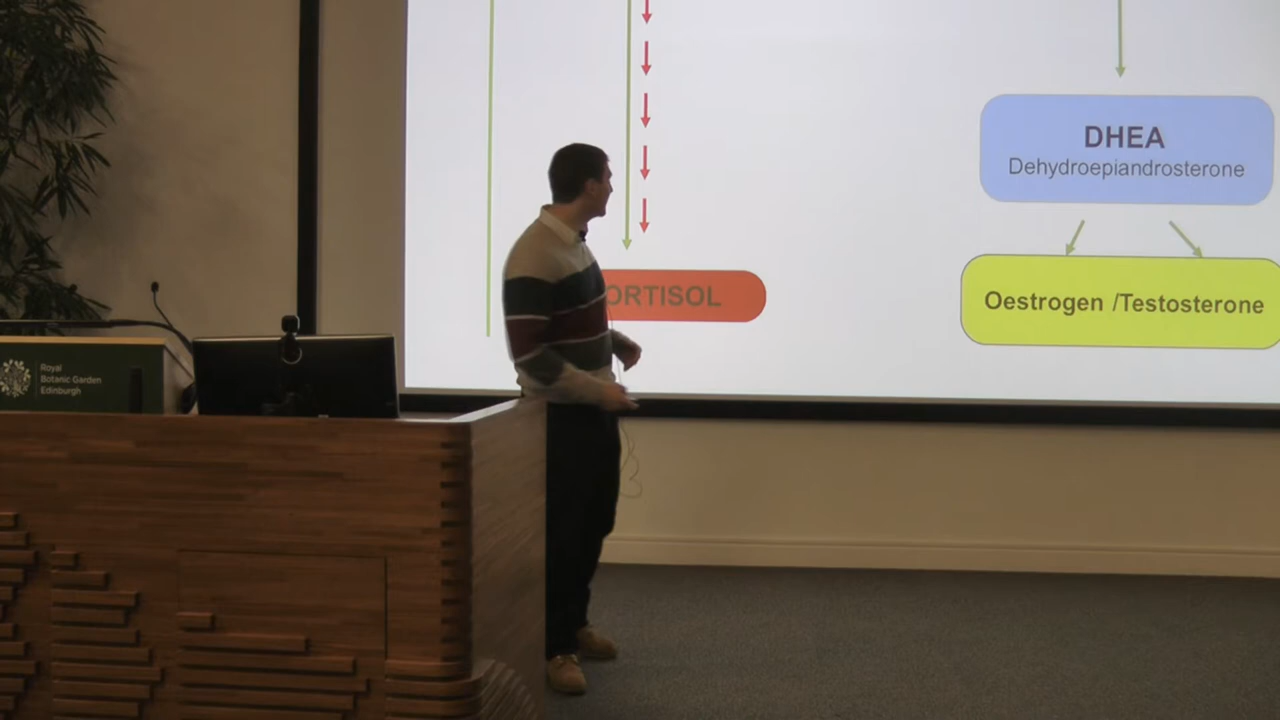 DHEA
Dehydroepiandrosterone
ORTISOL
Oestrogen /Testosterone
Royal
Botanic Garden
Edinburgh